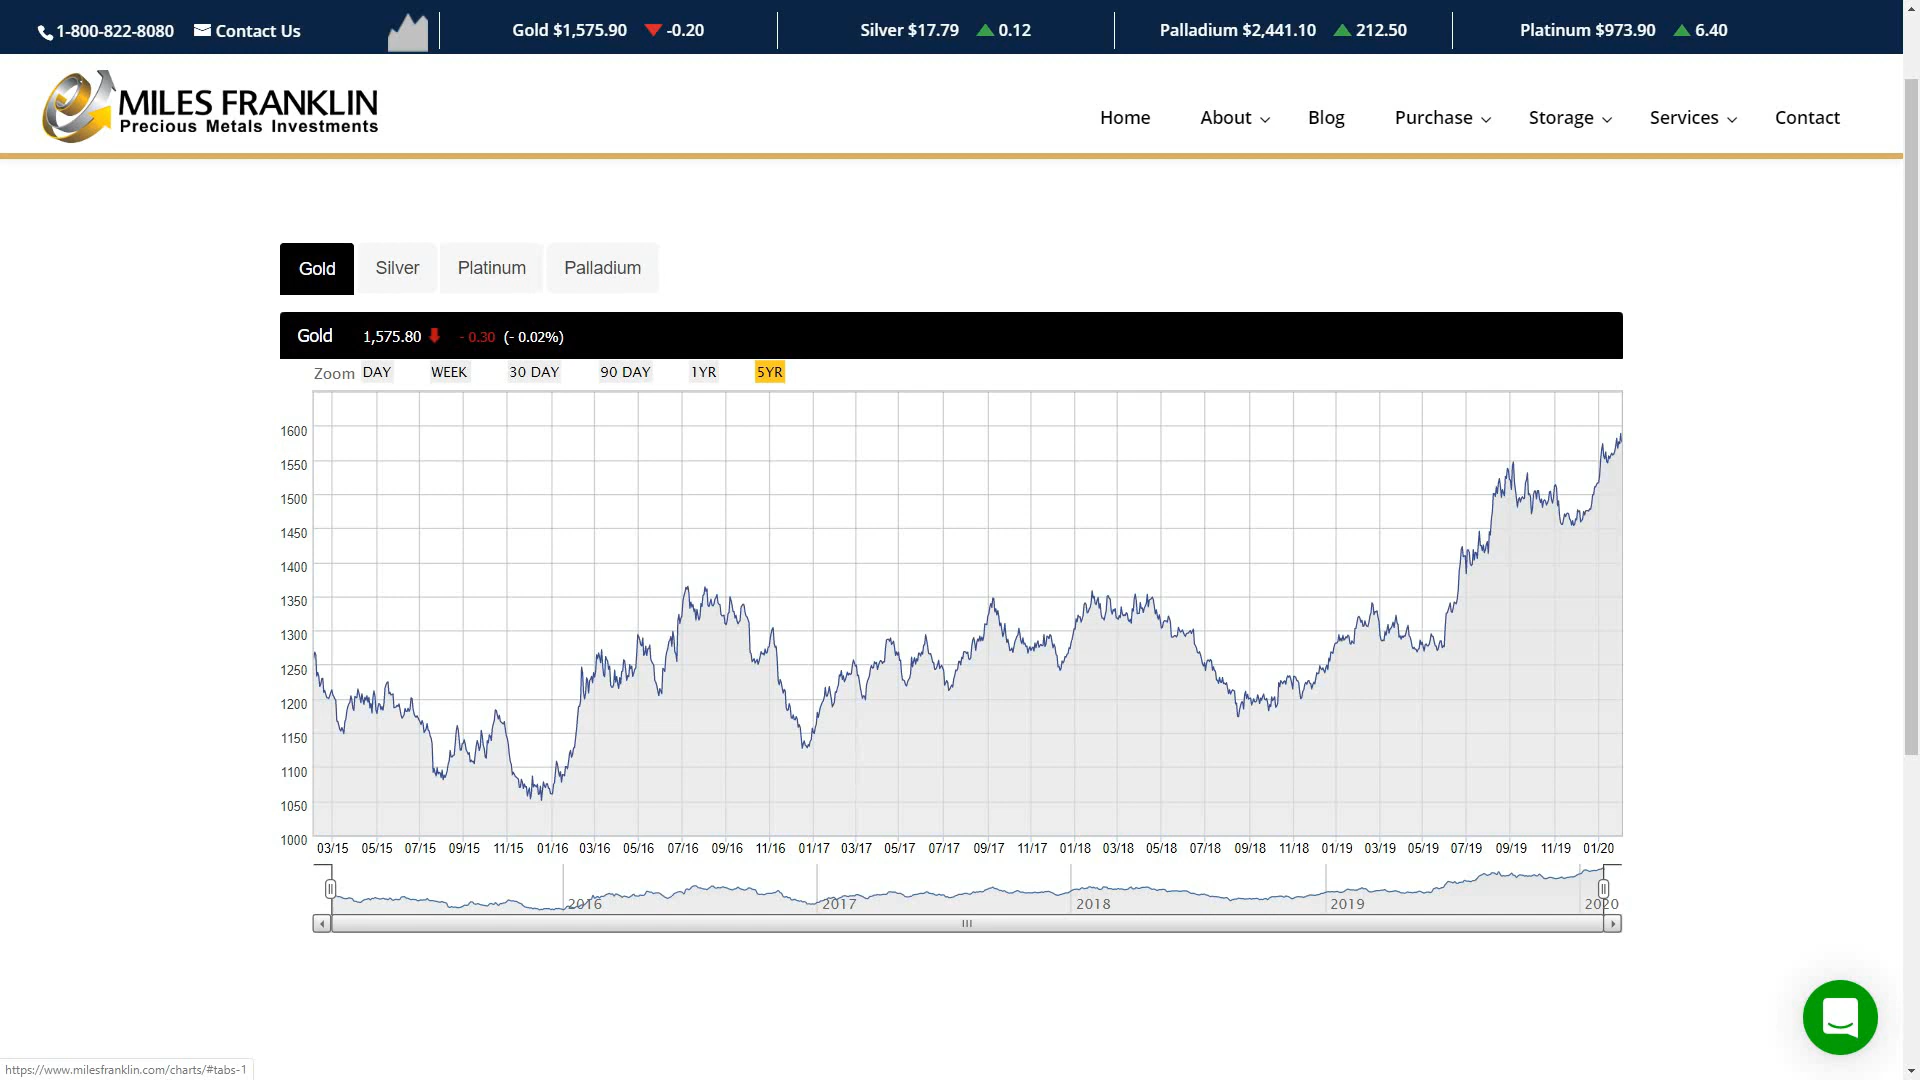 1-800-822-8080 Contact Us Gold $1,575.90 -0.20 Silver $17.79 0.12 Palladium $2,441.10 212.50 Platinum $973.90 6.40
MILES FRANKLIN
Precious Metals Investments
Home About Blog Purchase Storage Services Contact
Gold Silver Platinum Palladium
Gold 1,575.80 - 0.30 (- 0.02%)
Zoom DAY WEEK 30 DAY 90 DAY 1YR 5YR
1600
1550
1500
1450
1400
1350
1300
1250
1200
1150
1100
1050
1000
03/15 05/15 07/15 09/15 11/15 01/16 03/16 05/16 07/16 09/16 11/16 01/17 03/17 05/17 07/17 09/17 11/17 01/18 03/18 05/18 07/18 09/18 11/18 01/19 03/19 05/19 07/19 09/19 11/19 01/20
2016 2017 2018 2019 2020
https://www.milesfranklin.com/charts/#tabs-1